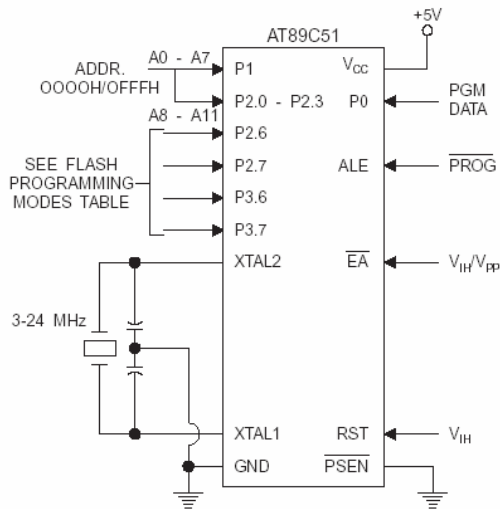 +5V
AT89C51
A0 - A7
ADDR.
OOOOH/OFFFH
P1
VCC
P2.0 - P2.3
P0
PGM
DATA
A8 - A11
P2.6
SEE FLASH
PROGRAMMING
MODES TABLE
P2.7
ALE
PROG
P3.6
P3.7
XTAL2
EA
VIH/VPP
3-24 MHz
XTAL1
RST
VIH
GND
PSEN